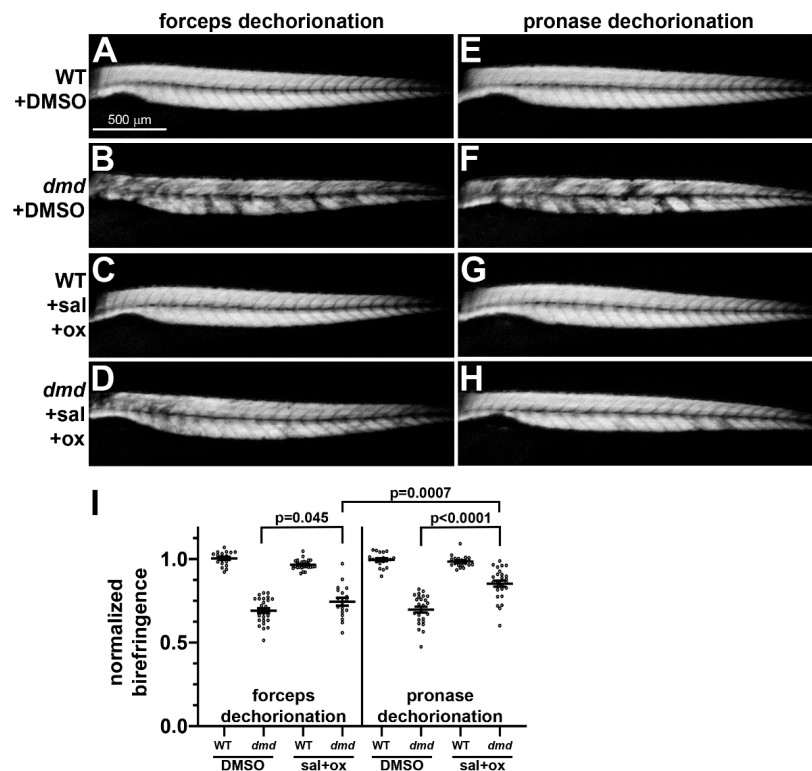 forceps dechorionation
pronase dechorionation
A
E
WT
+DMSO
500 μm
B
F
dmd
+DMSO
C
G
WT
+sal
+ox
D
H
dmd
+sal
+ox
I
p=0.0007
p=0.045
p<0.0001
1.0
0.5
0.0
normalized
birefringence
forceps
dechorionation
pronase
dechorionation
WT dmd WT dmd WT dmd WT dmd
DMSO sal+ox DMSO sal+ox